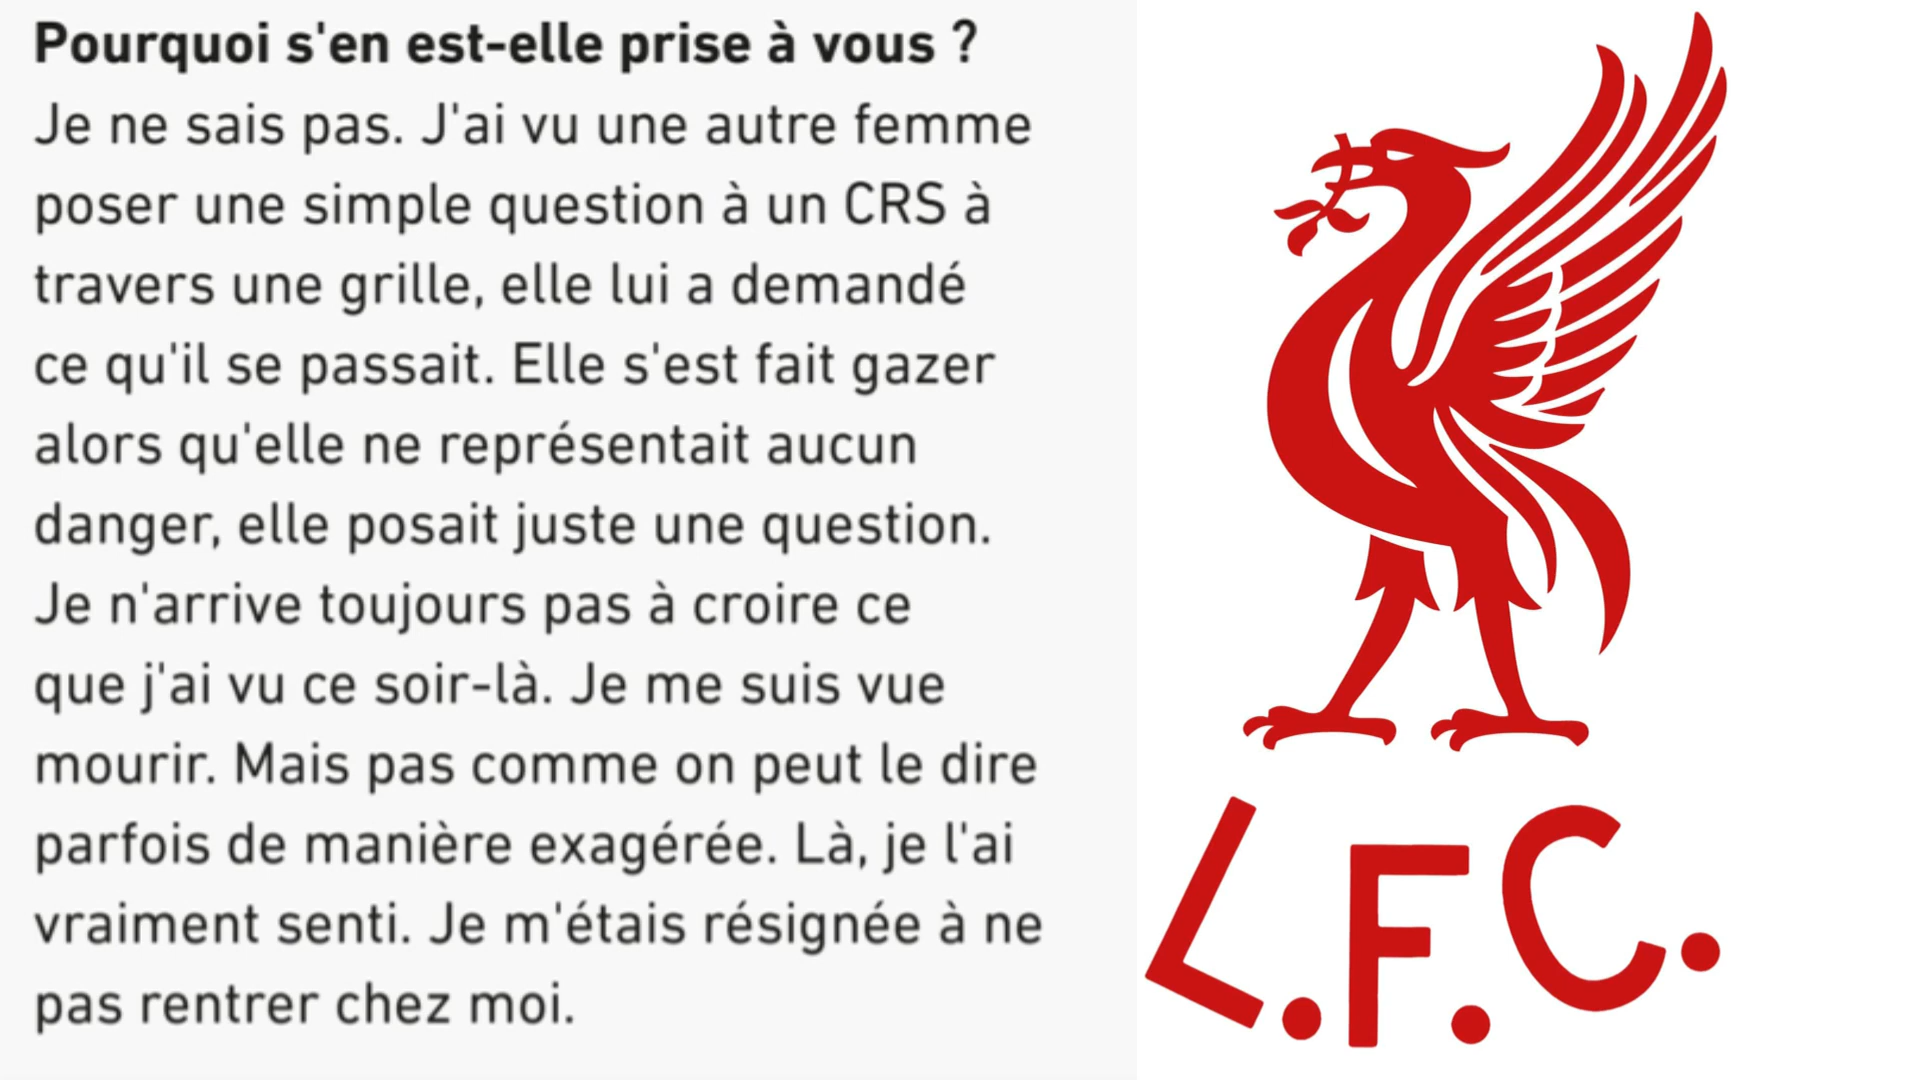 Pourquoi s'en est-elle prise à vous ?
Je ne sais pas. J'ai vu une autre femme
poser une simple question à un CRS à
travers une grille, elle lui a demandé
ce qu'il se passait. Elle s'est fait gazer
alors qu'elle ne représentait aucun
danger, elle posait juste une question.
Je n'arrive toujours pas à croire ce
que j'ai vu ce soir-là. Je me suis vue
mourir. Mais pas comme on peut le dire
parfois de manière exagérée. Là, je l'ai
vraiment senti. Je m'étais résignée à ne
pas rentrer chez moi.
L.F.C.